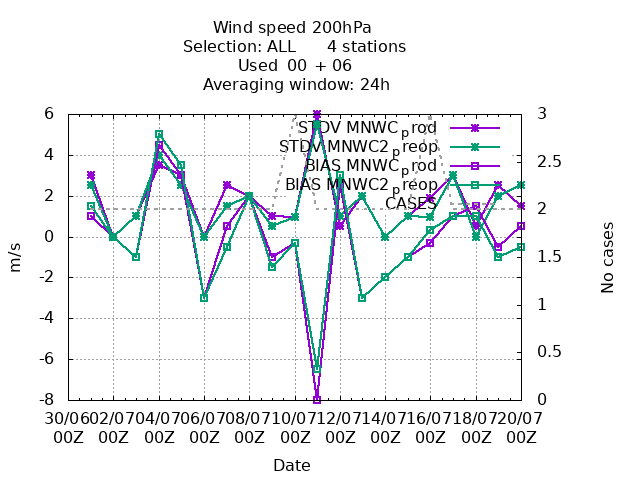 Wind speed 200hPa
Selection: ALL 4 stations
Used 00 + 06
Averaging window: 24h
STDV MNWC_prod
STDV MNWC2_preop
BIAS MNWC_prod
BIAS MNWC2_preop
CASES
6
4
2
0
-2
-4
-6
-8
m/s
3
2.5
2
1.5
1
0.5
0
No cases
30/06 02/07 04/07 06/07 08/07 10/07 12/07 14/07 16/07 18/07 20/07
00Z 00Z 00Z 00Z 00Z 00Z 00Z 00Z 00Z 00Z 00Z
Date